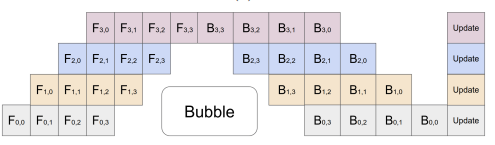 F3,0 F3,1 F3,2 F3,3 B3,3 B3,2 B3,1 B3,0 Update
F2,0 F2,1 F2,2 F2,3 B2,3 B2,2 B2,1 B2,0 Update
F1,0 F1,1 F1,2 F1,3 B1,3 B1,2 B1,1 B1,0 Update
Bubble
F0,0 F0,1 F0,2 F0,3 B0,3 B0,2 B0,1 B0,0 Update